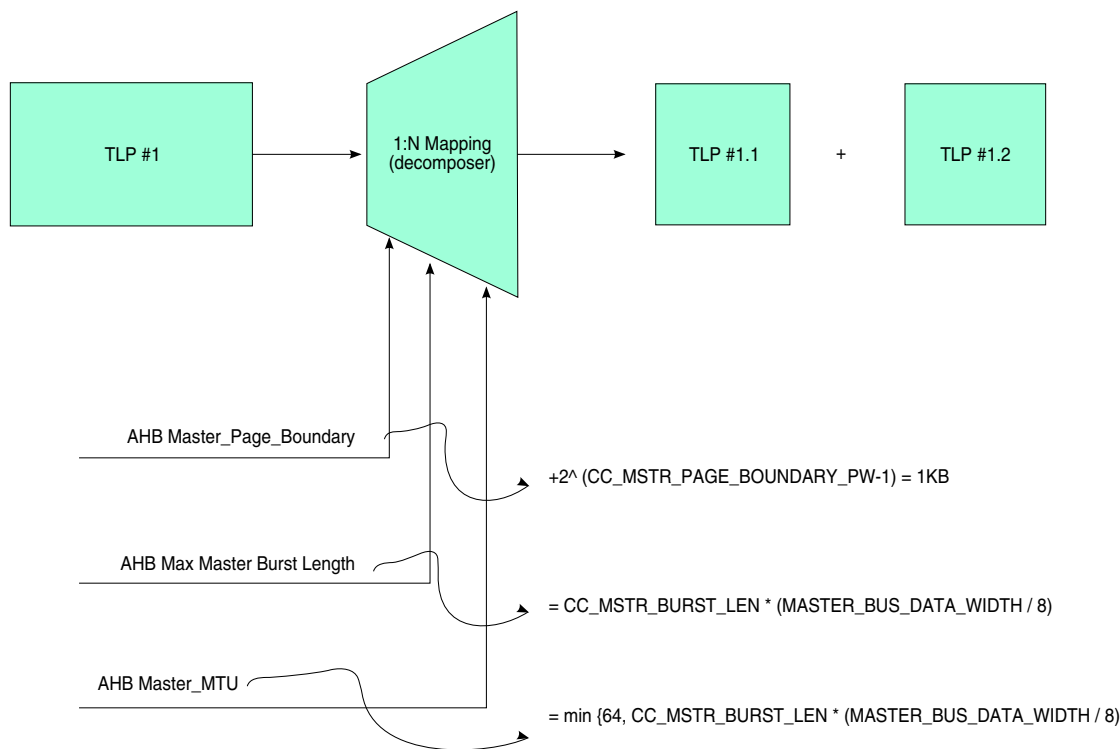 TLP #1
1:N Mapping
(decomposer)
TLP #1.1
+
TLP #1.2
AHB Master_Page_Boundary
+2^ (CC_MSTR_PAGE_BOUNDARY_PW-1) = 1KB
AHB Max Master Burst Length
= CC_MSTR_BURST_LEN * (MASTER_BUS_DATA_WIDTH / 8)
AHB Master_MTU
= min {64, CC_MSTR_BURST_LEN * (MASTER_BUS_DATA_WIDTH / 8)